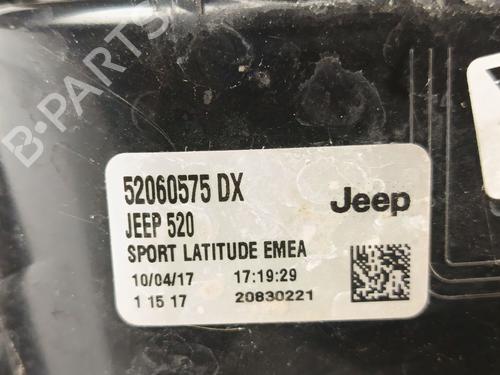 B-PARTS
52060575 DX
Jeep
JEEP 520
SPORT LATITUDE EMEA
10/04/17 17:19:29
1 15 17 20830221